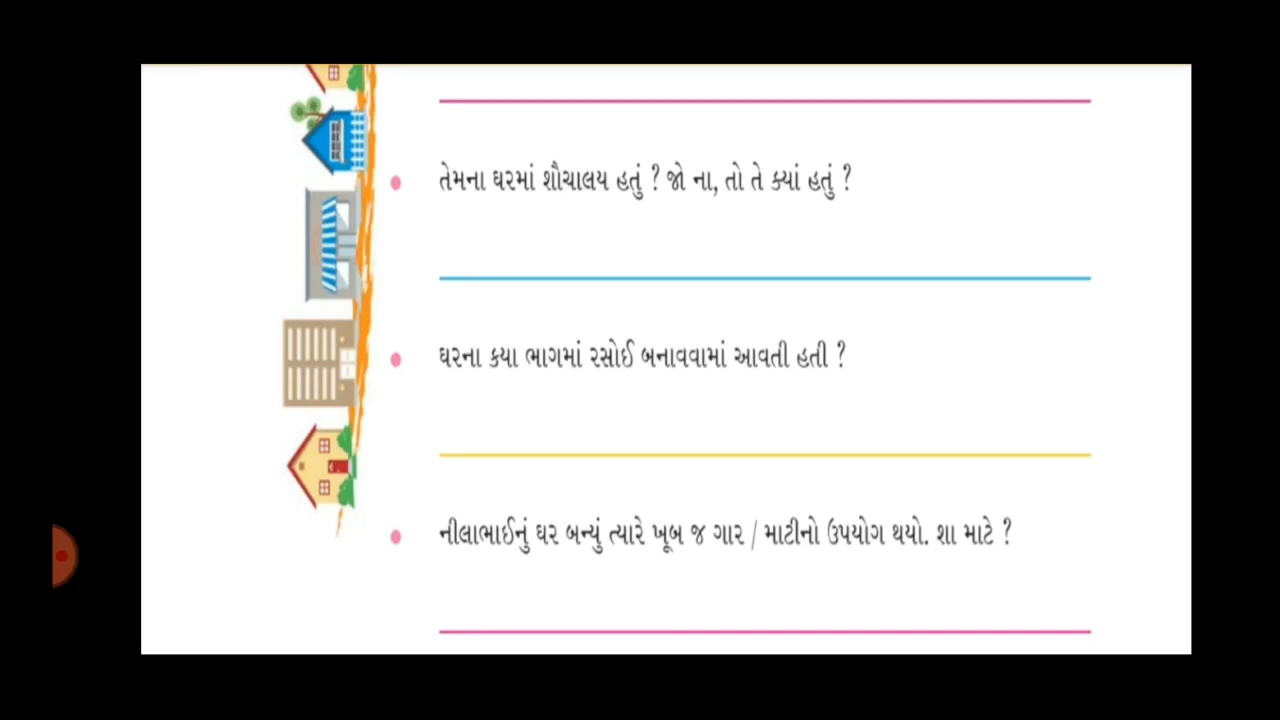 તેમના ઘરમાં શૌચાલય હતું ? જો ના, તો તે ક્યાં હતું ?
ઘરના કયા ભાગમાં રસોઈ બનાવવામાં આવતી હતી ?
નીલાભાઈનું ઘર બન્યું ત્યારે ખૂબ જ ગાર / માટીનો ઉપયોગ થયો. શા માટે ?